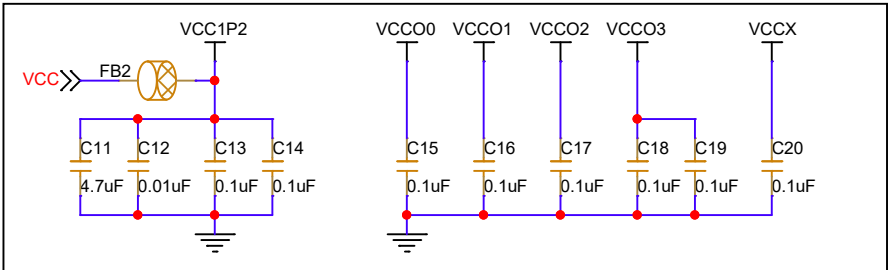 VCC1P2 VCCO0 VCCO1 VCCO2 VCCO3 VCCX
VCC FB2
C11 C12 C13 C14 C15 C16 C17 C18 C19 C20
4.7uF 0.01uF 0.1uF 0.1uF 0.1uF 0.1uF 0.1uF 0.1uF 0.1uF 0.1uF